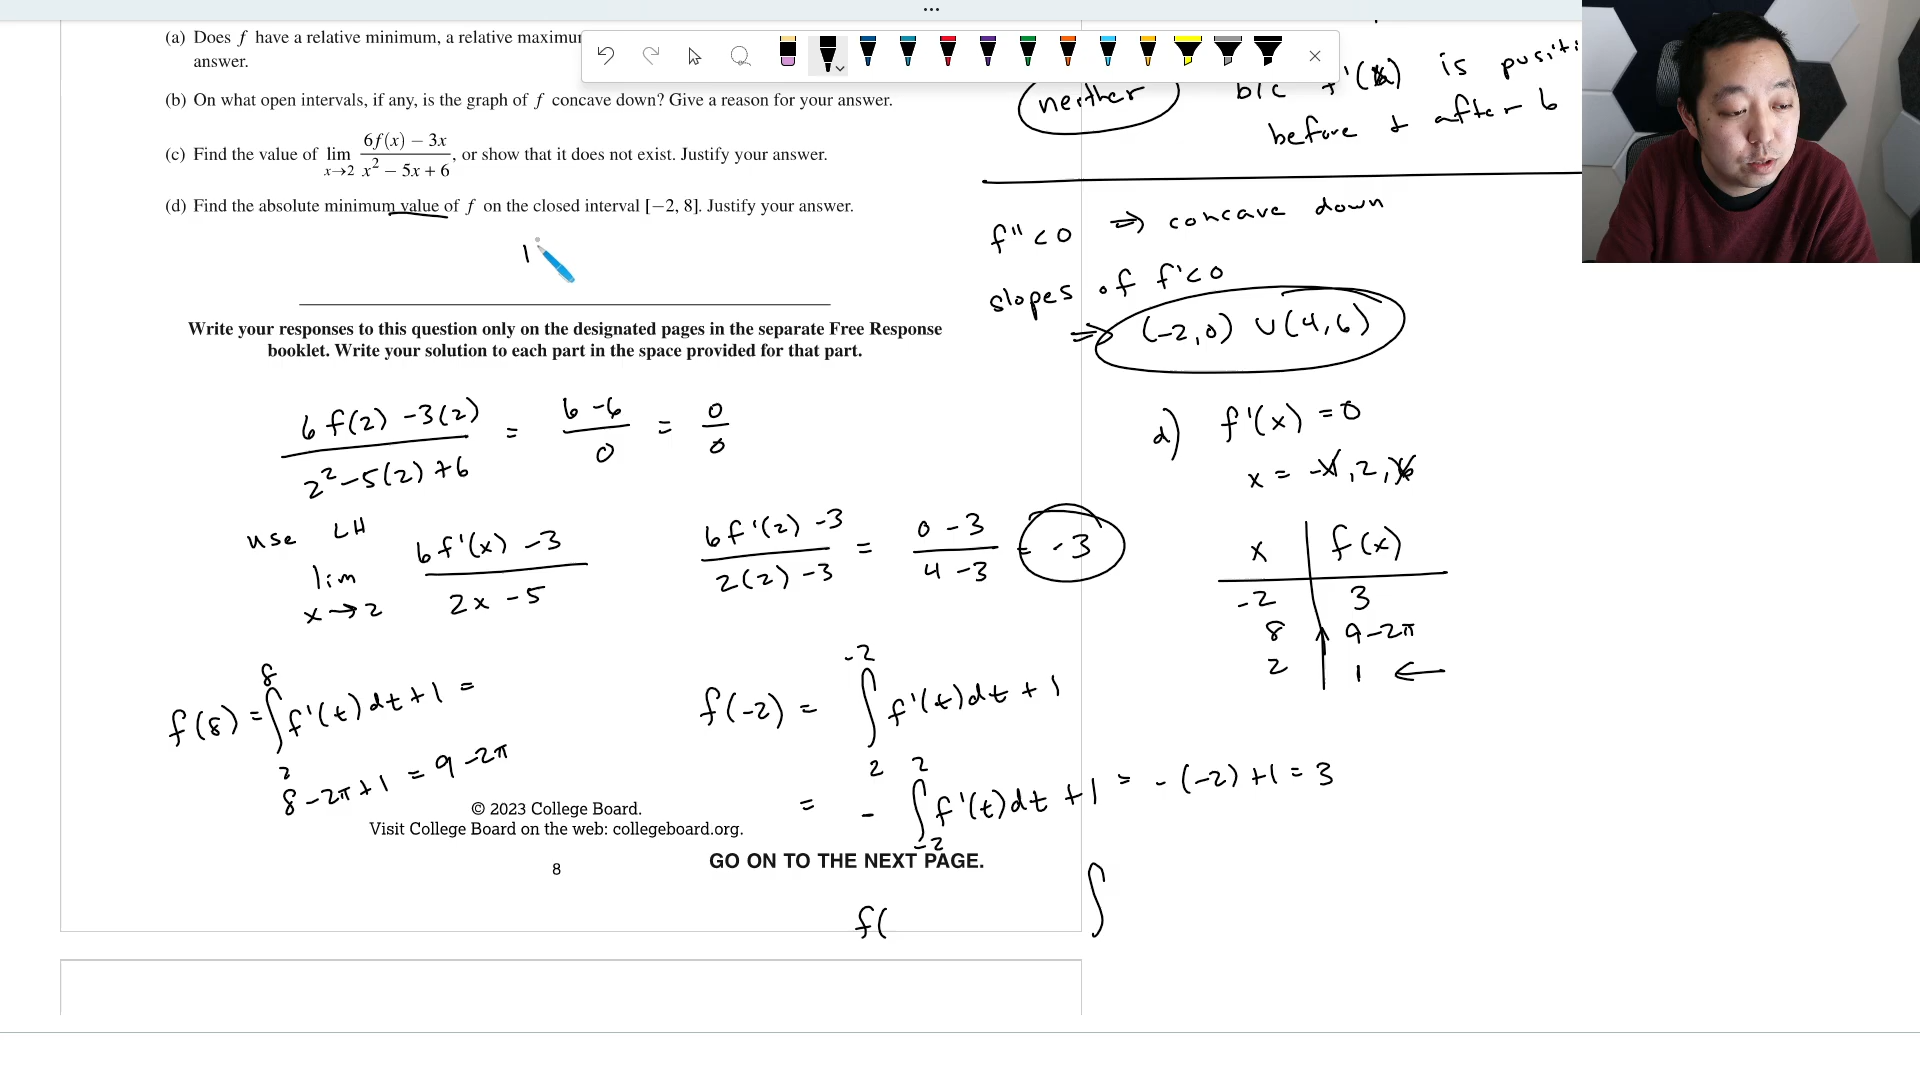 (a) Does f have a relative minimum, a relative maximu
answer.
(b) On what open intervals, if any, is the graph of f concave down? Give a reason for your answer.
(c) Find the value of lim x→2 6f(x) − 3x / x² − 5x + 6, or show that it does not exist. Justify your answer.
(d) Find the absolute minimum value of f on the closed interval [−2, 8]. Justify your answer.
Write your responses to this question only on the designated pages in the separate Free Response
booklet. Write your solution to each part in the space provided for that part.
neither b/c f'(x) is positi
before + after 6
f'' < 0 ⇒ concave down
slopes of f' < 0
⇒ (-2,0) ∪ (4,6)
6f(2) - 3(2) / 2² - 5(2) + 6 = 6 - 6 / 0 = 0 / 0
use LH
lim x→2 6f'(x) - 3 / 2x - 5
6f'(2) - 3 / 2(2) - 3 = 0 - 3 / 4 - 3 = -3
d) f'(x) = 0
x = -1, 2, 6
x | f(x)
-2 | 3
8 | 9 - 2π
2 | 1 ←
f(8) = ∫₂⁸ f'(t) dt + 1 =
8 - 2π + 1 = 9 - 2π
f(-2) = ∫₂⁻² f'(t) dt + 1
= - ∫₋₂² f'(t) dt + 1 = - (-2) + 1 = 3
© 2023 College Board.
Visit College Board on the web: collegeboard.org.
8
GO ON TO THE NEXT PAGE.
f( ∫